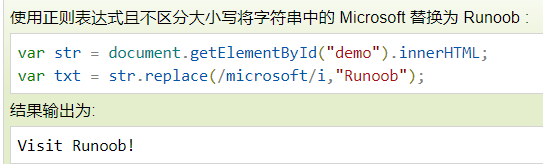 使用正则表达式且不区分大小写将字符串中的 Microsoft 替换为 Runoob :
var str = document.getElementById("demo").innerHTML;
var txt = str.replace(/microsoft/i,"Runoob");
结果输出为:
Visit Runoob!